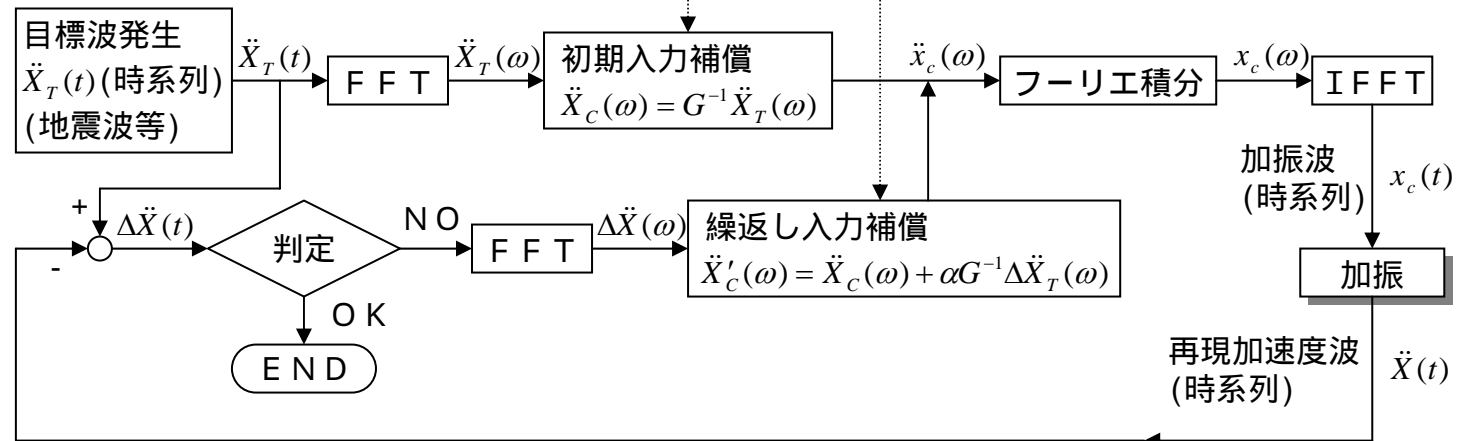 目標波発生
Ẍ_T(t)(時系列)
(地震波等)
Ẍ_T(t)
ＦＦＴ
Ẍ_T(ω)
初期入力補償
Ẍ_C(ω) = G⁻¹Ẍ_T(ω)
ẍ_c(ω)
フーリエ積分
x_c(ω)
ＩＦＦＴ
加振波
(時系列)
x_c(t)
+
-
ΔẌ(t)
判定
ＮＯ
ＦＦＴ
ΔẌ(ω)
繰返し入力補償
Ẍ′_C(ω) = Ẍ_C(ω) + αG⁻¹ΔẌ_T(ω)
加振
ＯＫ
ＥＮＤ
再現加速度波
(時系列)
Ẍ(t)